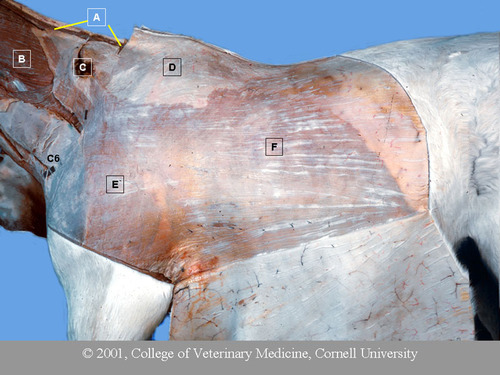 A
B
C
D
C6
E
F
© 2001, College of Veterinary Medicine, Cornell University